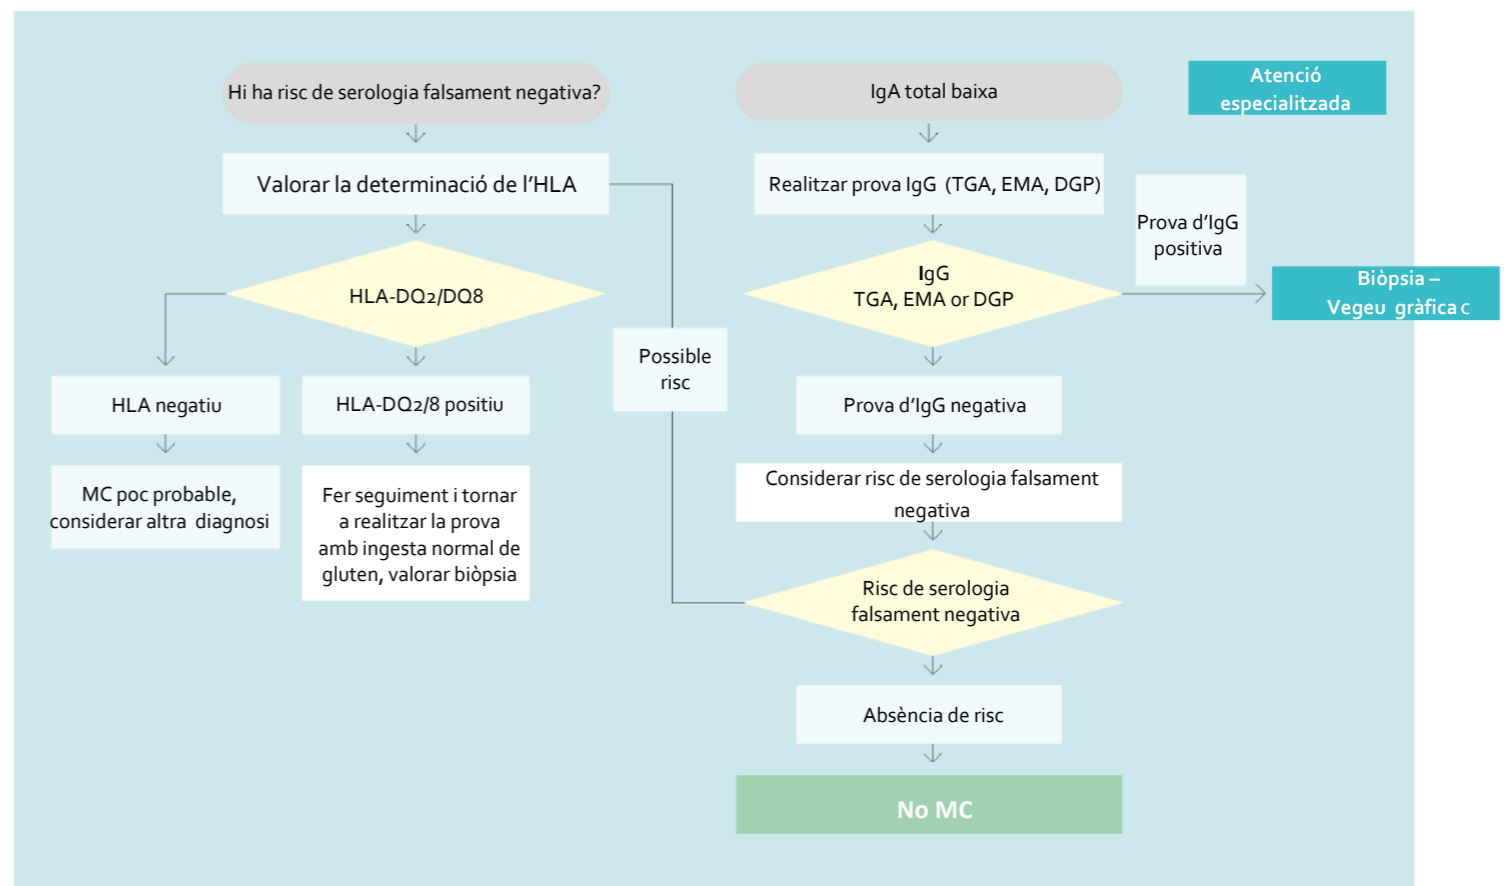 Hi ha risc de serologia falsament negativa?
Valorar la determinació de l'HLA
HLA-DQ2/DQ8
HLA negatiu
HLA-DQ2/8 positiu
MC poc probable,
considerar altra diagnosi
Fer seguiment i tornar
a realitzar la prova
amb ingesta normal de
gluten, valorar biòpsia
Possible
risc
IgA total baixa
Realitzar prova IgG (TGA, EMA, DGP)
IgG
TGA, EMA or DGP
Prova d'IgG
positiva
Prova d'IgG negativa
Considerar risc de serologia falsament
negativa
Risc de serologia
falsament negativa
Absència de risc
No MC
Atenció
especialitzada
Biòpsia –
Vegeu gràfica C